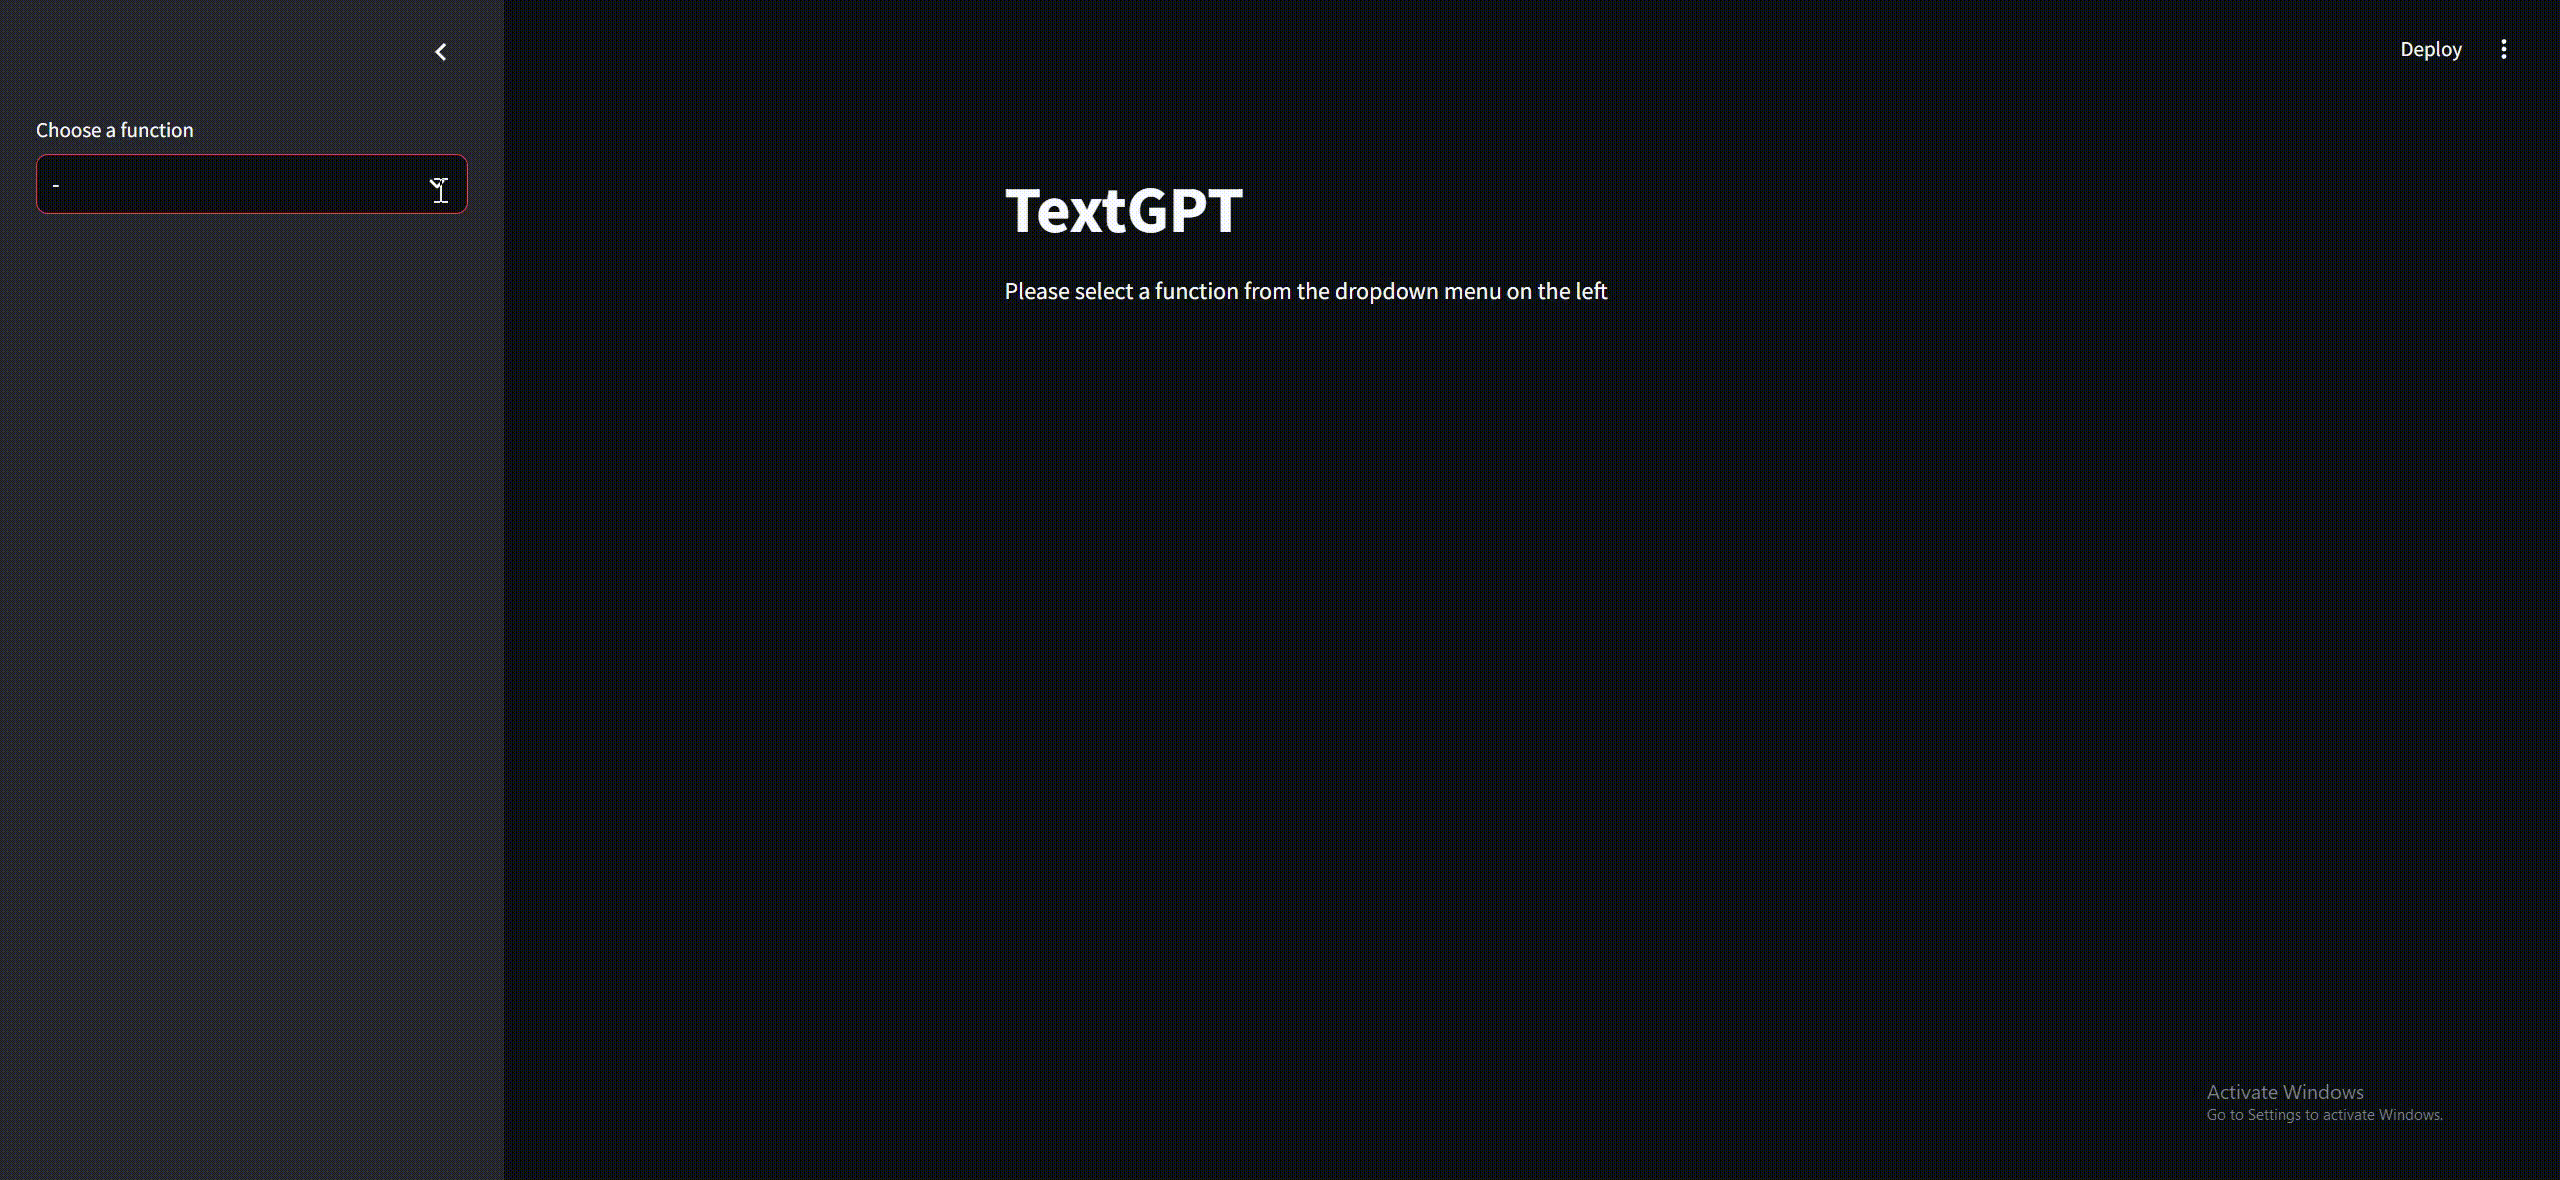 Deploy
Choose a function
-
TextGPT
Please select a function from the dropdown menu on the left
Activate Windows
Go to Settings to activate Windows.